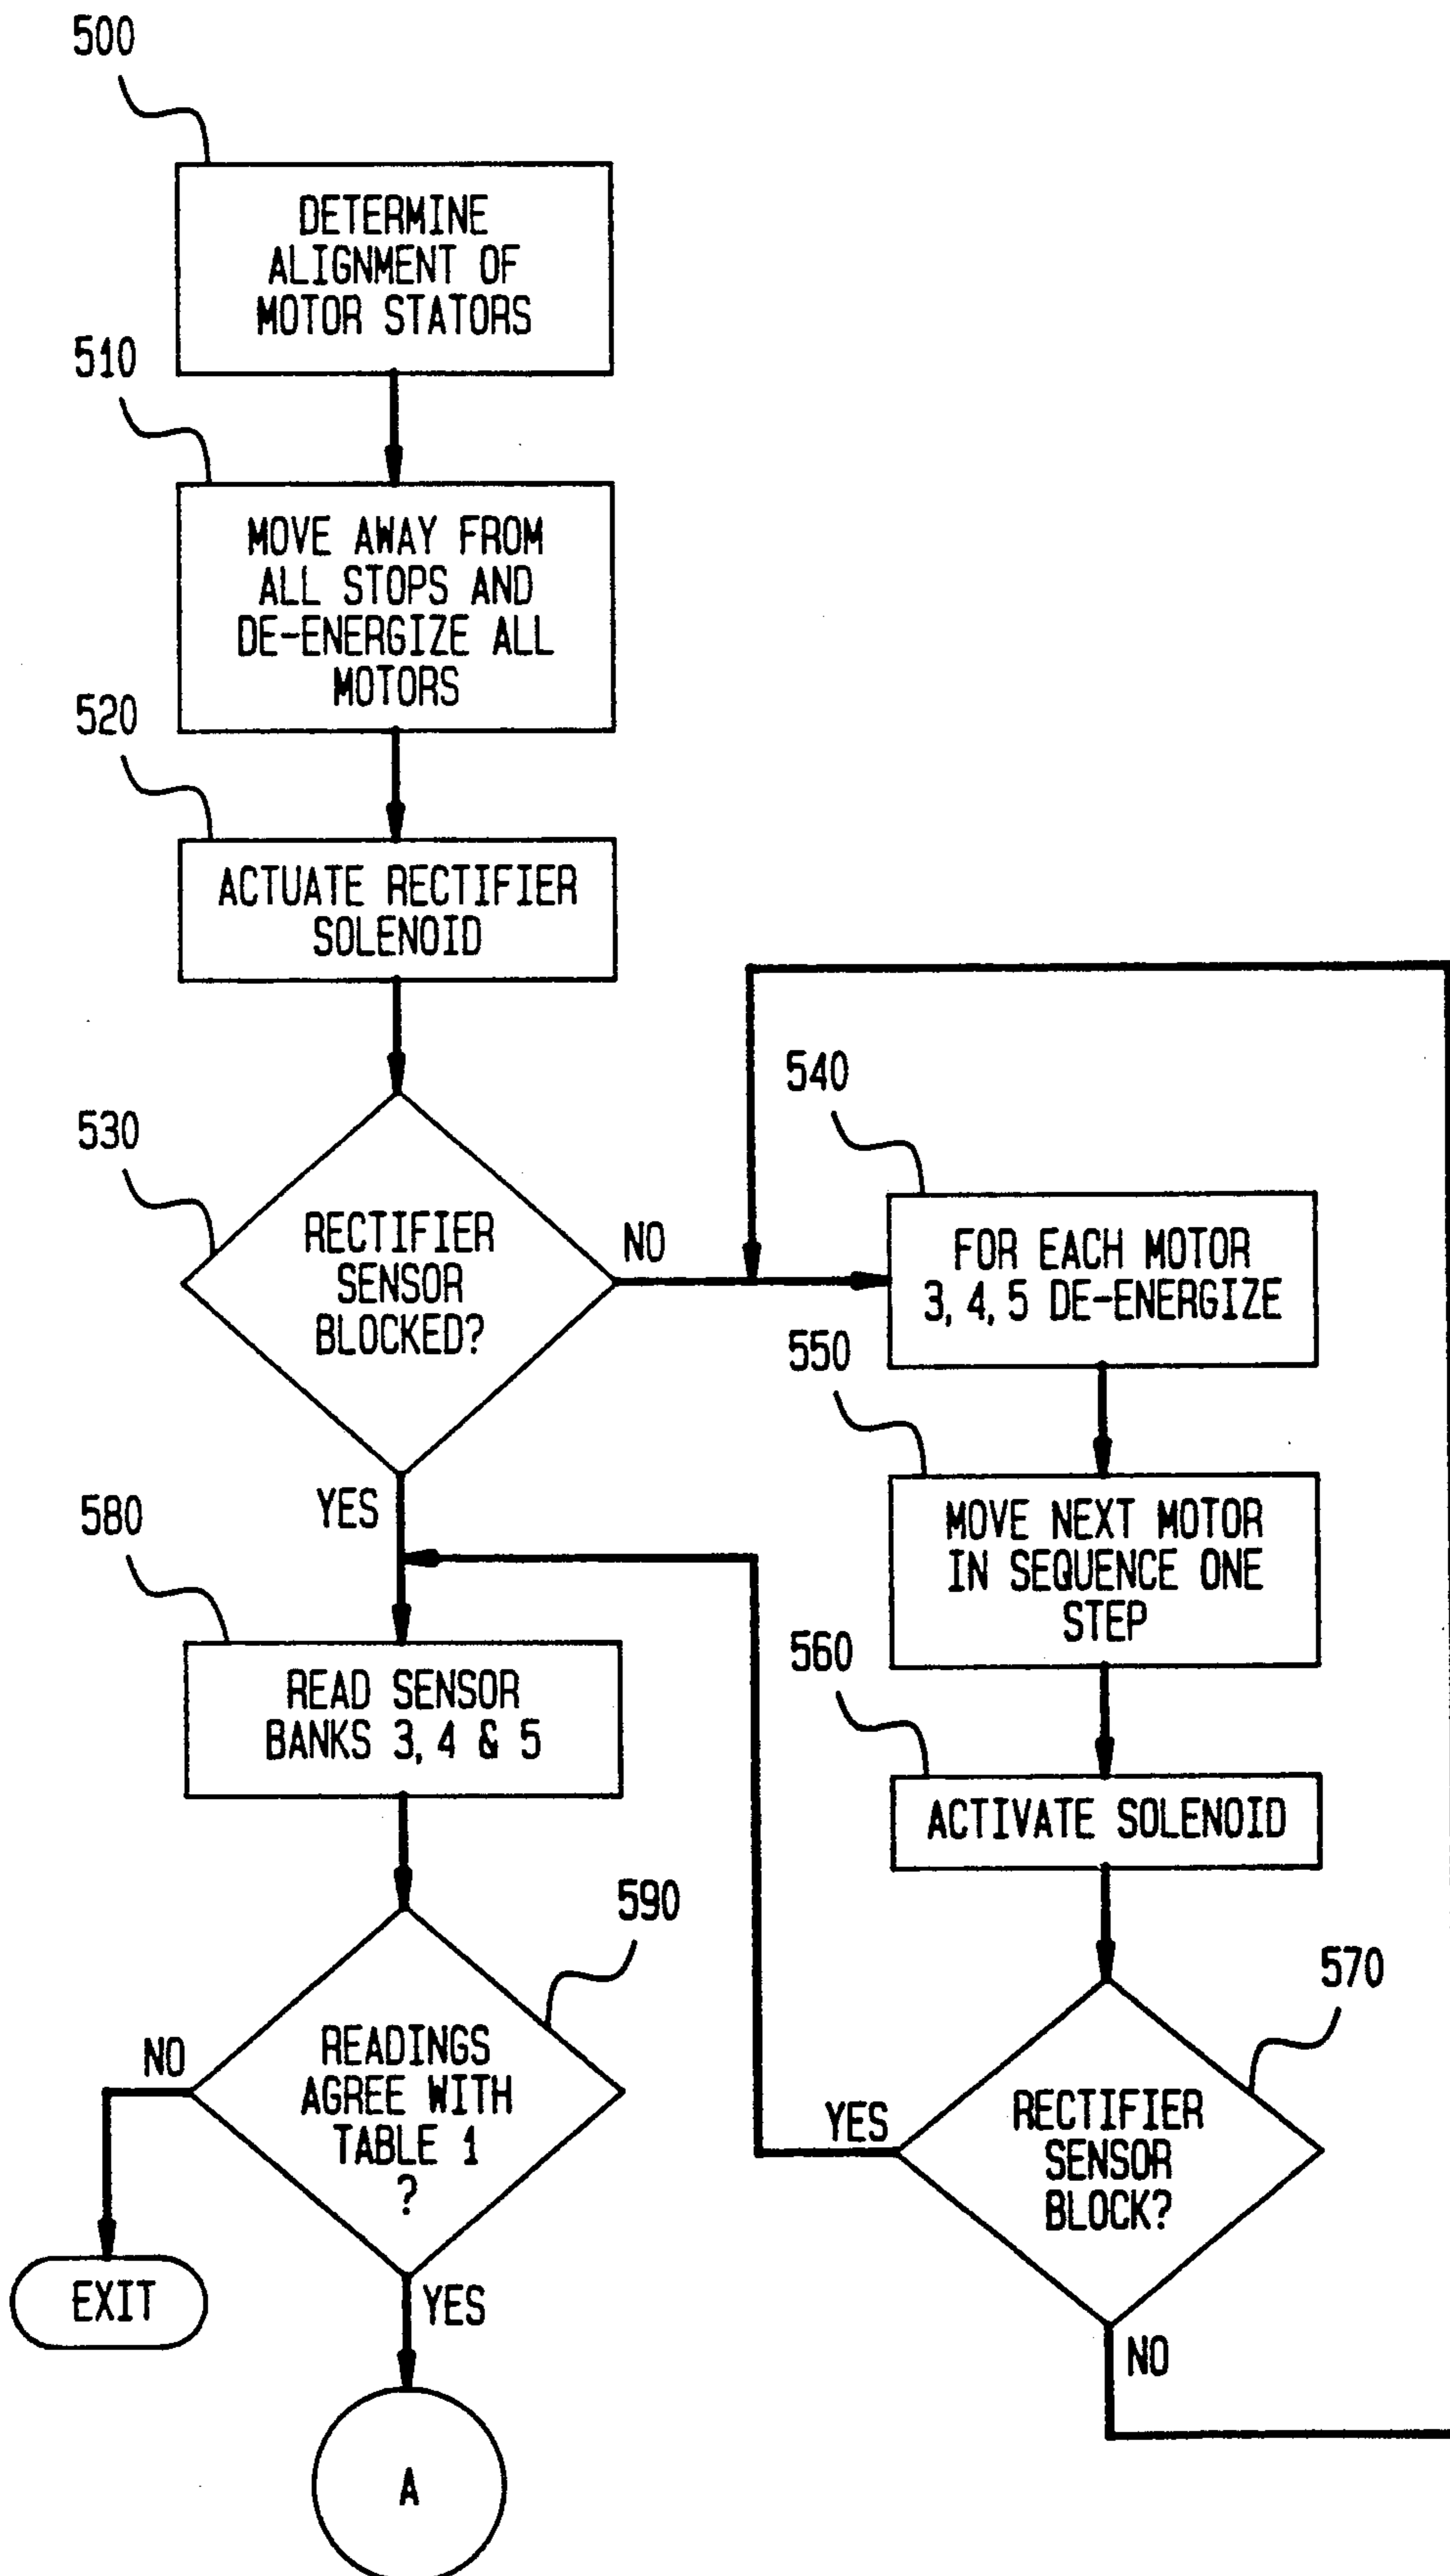 500
DETERMINE
ALIGNMENT OF
MOTOR STATORS
510
MOVE AWAY FROM
ALL STOPS AND
DE-ENERGIZE ALL
MOTORS
520
ACTUATE RECTIFIER
SOLENOID
530
RECTIFIER
SENSOR
BLOCKED?
NO
YES
540
FOR EACH MOTOR
3, 4, 5 DE-ENERGIZE
550
MOVE NEXT MOTOR
IN SEQUENCE ONE
STEP
560
ACTIVATE SOLENOID
570
RECTIFIER
SENSOR
BLOCK?
YES
NO
580
READ SENSOR
BANKS 3, 4 & 5
590
READINGS
AGREE WITH
TABLE 1
?
NO
EXIT
YES
A